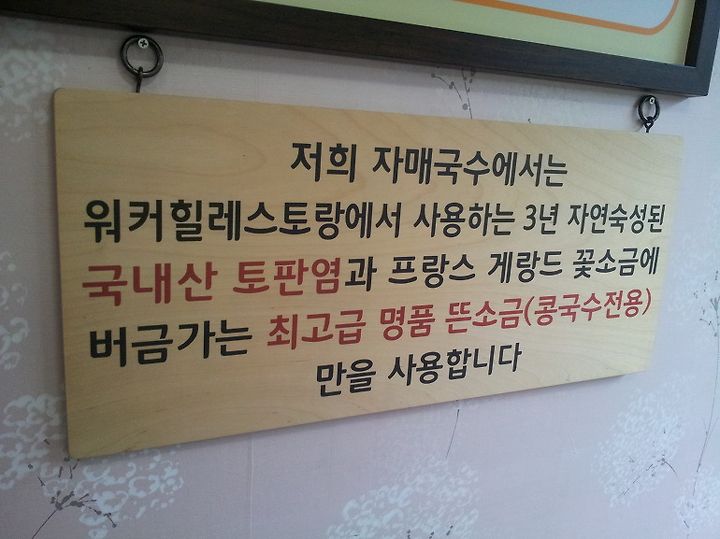 저희 자매국수에서는
워커힐레스토랑에서 사용하는 3년 자연숙성된
국내산 토판염과 프랑스 게랑드 꽃소금에
버금가는 최고급 명품 뜬소금(콩국수전용)
만을 사용합니다